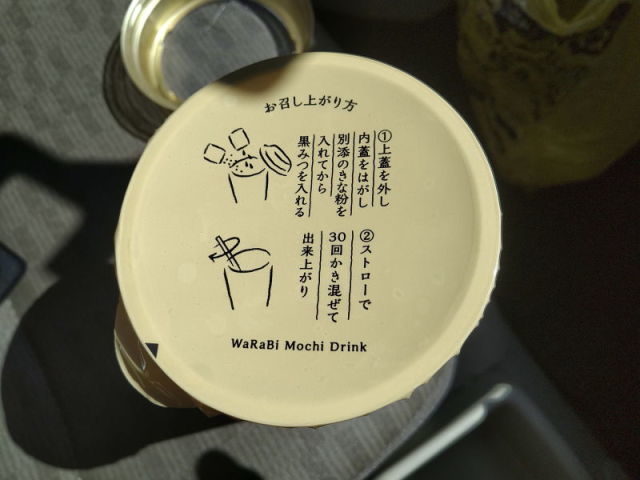 お召し上がり方
①上蓋を外し
内蓋をはがし
別添のきな粉を
入れてから
黒みつを入れる
②ストローで
30回かき混ぜて
出来上がり
WaRaBi Mochi Drink